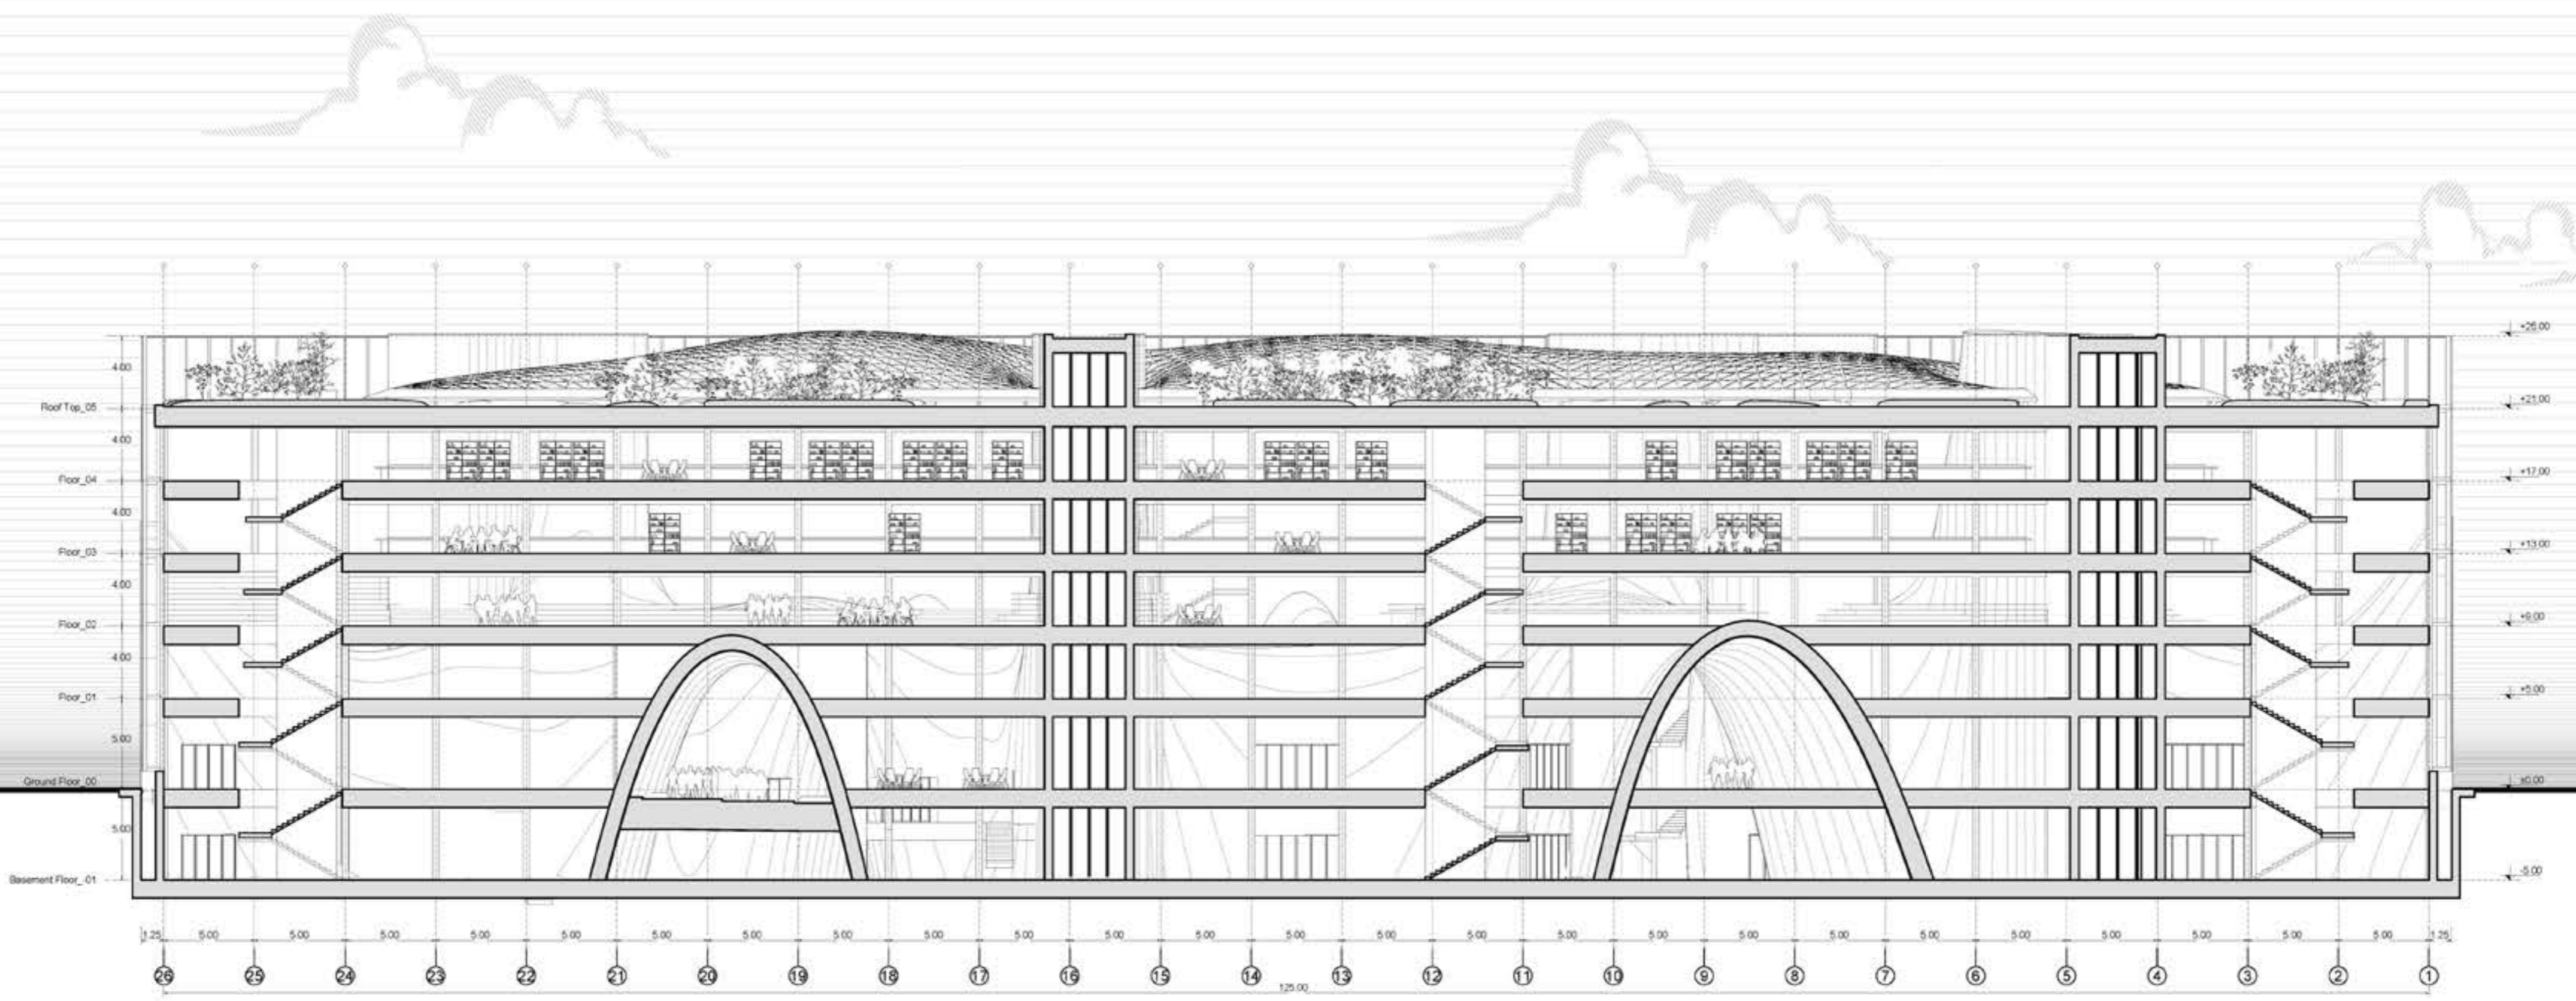 +25.00
4.00
Roof Top_05
+21.00
4.00
Floor_04
+17.00
4.00
Floor_03
+13.00
4.00
Floor_02
+9.00
4.00
Floor_01
+5.00
5.00
Ground Floor_00
±0.00
5.00
Basement Floor_-01
-5.00
1.25 5.00 5.00 5.00 5.00 5.00 5.00 5.00 5.00 5.00 5.00 5.00 5.00 5.00 5.00 5.00 5.00 5.00 5.00 5.00 5.00 5.00 5.00 5.00 5.00 5.00 1.25
26 25 24 23 22 21 20 19 18 17 16 15 14 13 12 11 10 9 8 7 6 5 4 3 2 1
125.00